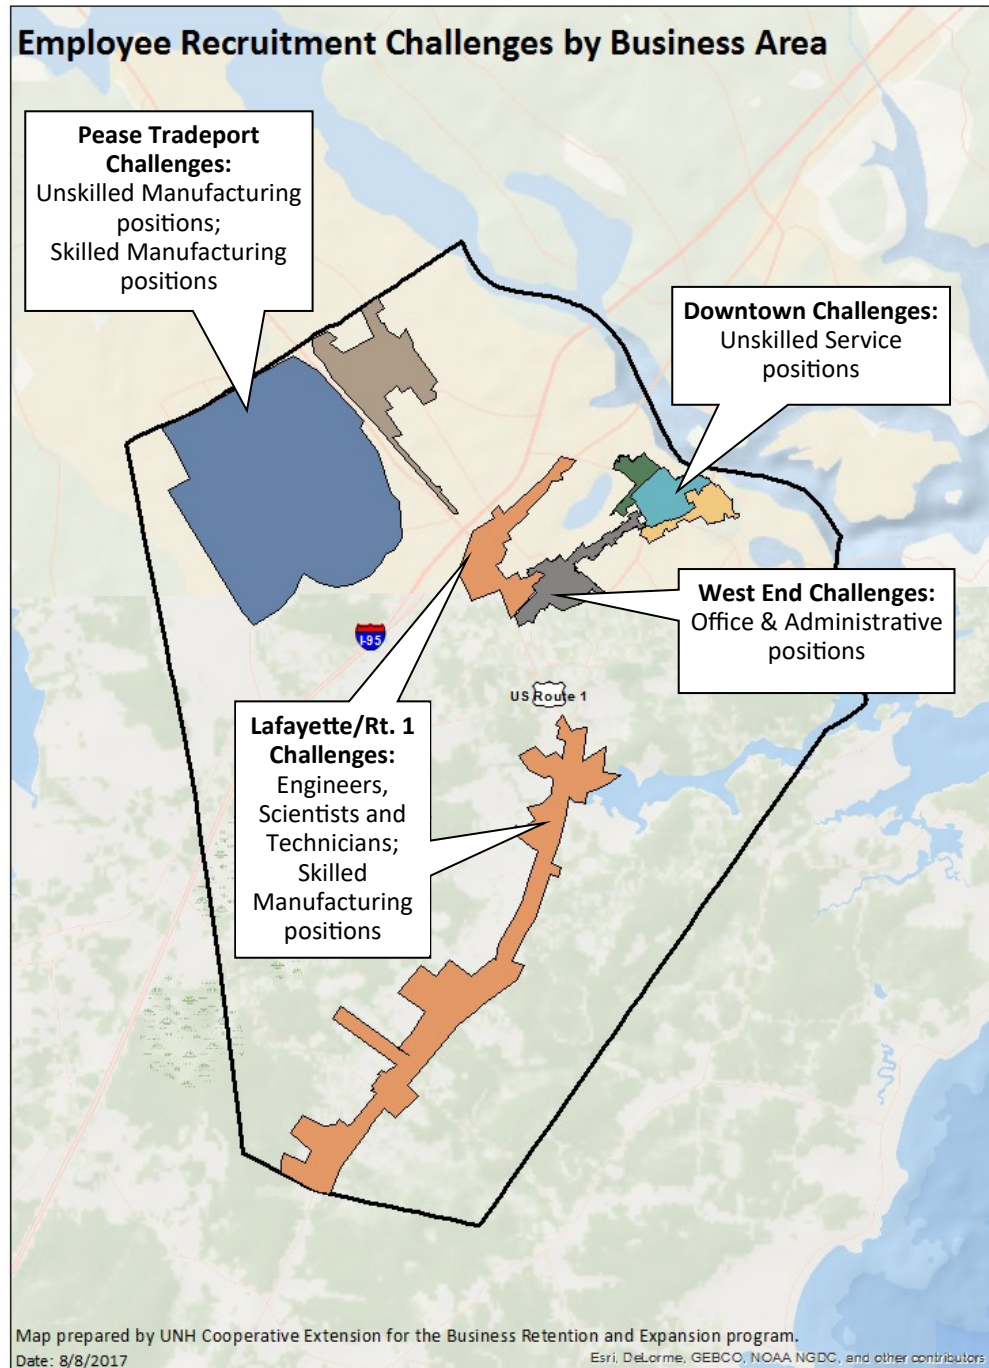 Employee Recruitment Challenges by Business Area
Pease Tradeport
Challenges:
Unskilled Manufacturing
positions;
Skilled Manufacturing
positions
Downtown Challenges:
Unskilled Service
positions
West End Challenges:
Office & Administrative
positions
I-95
US Route 1
Lafayette/Rt. 1
Challenges:
Engineers,
Scientists and
Technicians;
Skilled
Manufacturing
positions
Map prepared by UNH Cooperative Extension for the Business Retention and Expansion program.
Date: 8/8/2017
Esri, DeLorme, GEBCO, NOAA NGDC, and other contributors